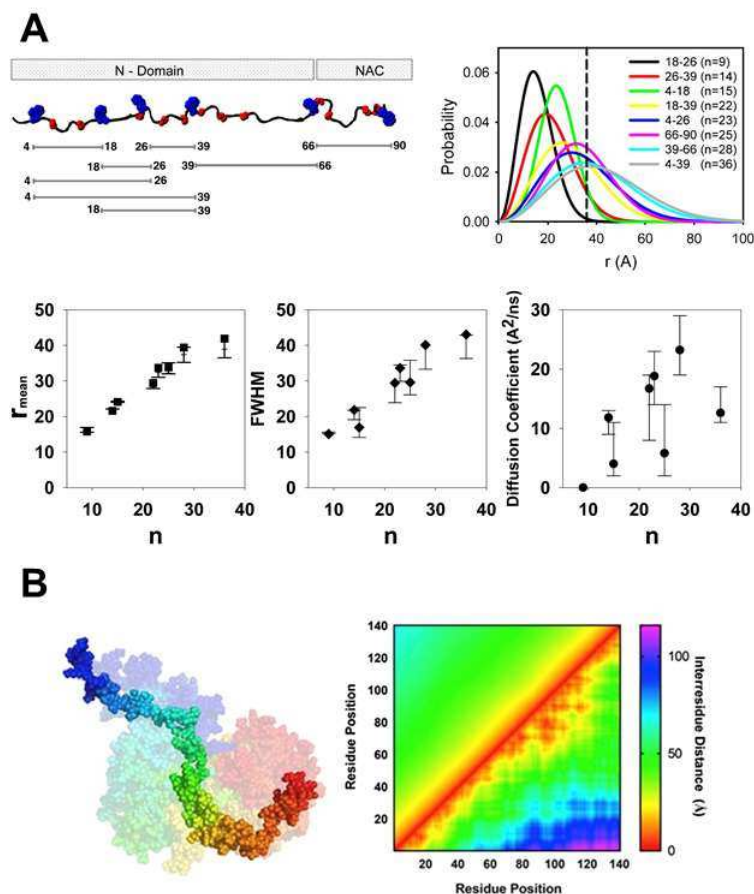 A
N - Domain NAC
4 18 26 39 66 90
18 26 39 66
4 26
4 39
18 39
Probability
0.06
0.04
0.02
0.00
18-26 (n=9)
26-39 (n=14)
4-18 (n=15)
18-39 (n=22)
4-26 (n=23)
66-90 (n=25)
39-66 (n=28)
4-39 (n=36)
0 20 40 60 80 100
r (A)
rmean
50
40
30
20
10
0
10 20 30 40
n
FWHM
50
40
30
20
10
0
10 20 30 40
n
Diffusion Coefficient (A^2/ns)
30
20
10
0
10 20 30 40
n
B
Residue Position
140
120
100
80
60
40
20
20 40 60 80 100 120 140
Residue Position
100
50
0
Interresidue Distance (Å)